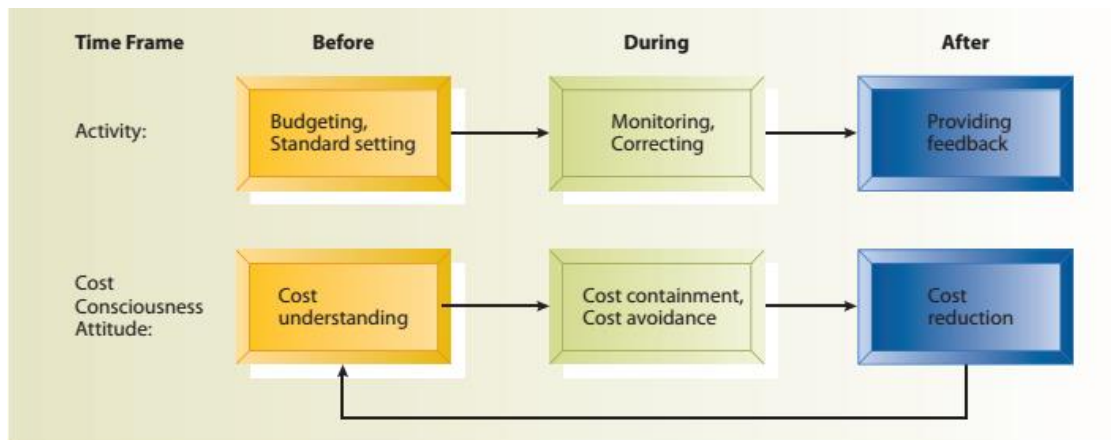 Time Frame Before During After
Activity:
Budgeting,
Standard setting
Monitoring,
Correcting
Providing
feedback
Cost
Consciousness
Attitude:
Cost
understanding
Cost containment,
Cost avoidance
Cost
reduction